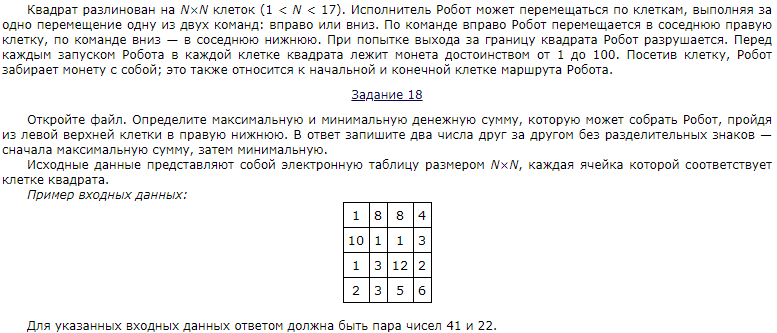 Квадрат разлинован на N×N клеток (1 < N < 17). Исполнитель Робот может перемещаться по клеткам, выполняя за
одно перемещение одну из двух команд: вправо или вниз. По команде вправо Робот перемещается в соседнюю правую
клетку, по команде вниз — в соседнюю нижнюю. При попытке выхода за границу квадрата Робот разрушается. Перед
каждым запуском Робота в каждой клетке квадрата лежит монета достоинством от 1 до 100. Посетив клетку, Робот
забирает монету с собой; это также относится к начальной и конечной клетке маршрута Робота.
Задание 18
Откройте файл. Определите максимальную и минимальную денежную сумму, которую может собрать Робот, пройдя
из левой верхней клетки в правую нижнюю. В ответ запишите два числа друг за другом без разделительных знаков —
сначала максимальную сумму, затем минимальную.
Исходные данные представляют собой электронную таблицу размером N×N, каждая ячейка которой соответствует
клетке квадрата.
Пример входных данных:
1 8 8 4
10 1 1 3
1 3 12 2
2 3 5 6
Для указанных входных данных ответом должна быть пара чисел 41 и 22.